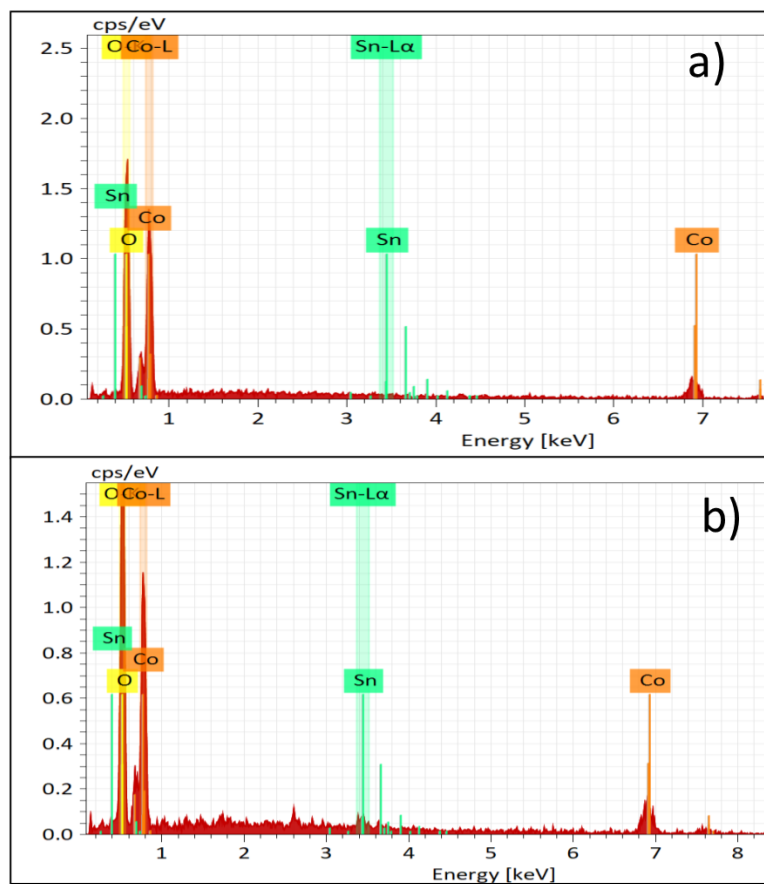 cps/eV
O Co-L Sn-Lα
a)
2.5
2.0
1.5
Sn
Co
O Sn Co
1.0
0.5
0.0
1 2 3 4 5 6 7
Energy [keV]
cps/eV
O Co-L Sn-Lα
b)
1.4
1.2
1.0
Sn
0.8
Co
O Sn Co
0.6
0.4
0.2
0.0
1 2 3 4 5 6 7 8
Energy [keV]